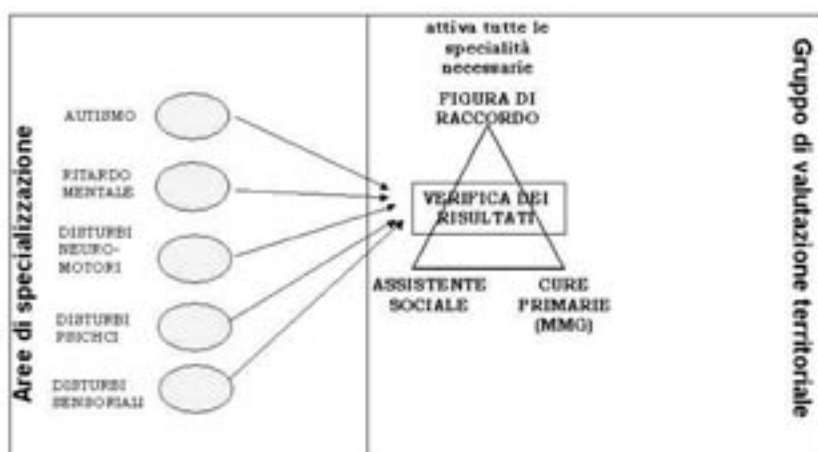 Aree di specializzazione
AUTISMO
RITARDO
MENTALE
DISTURBI
NEURO-
MOTORI
DISTURBI
PSICHCI
DISTURBI
SENSORIALI
attiva tutte le
specialità
necessarie
FIGURA DI
RACCORDO
VERIFICA DEI
RISULTATI
ASSISTENTE
SOCIALE
CURE
PRIMARIE
(MMG)
Gruppo di valutazione territoriale